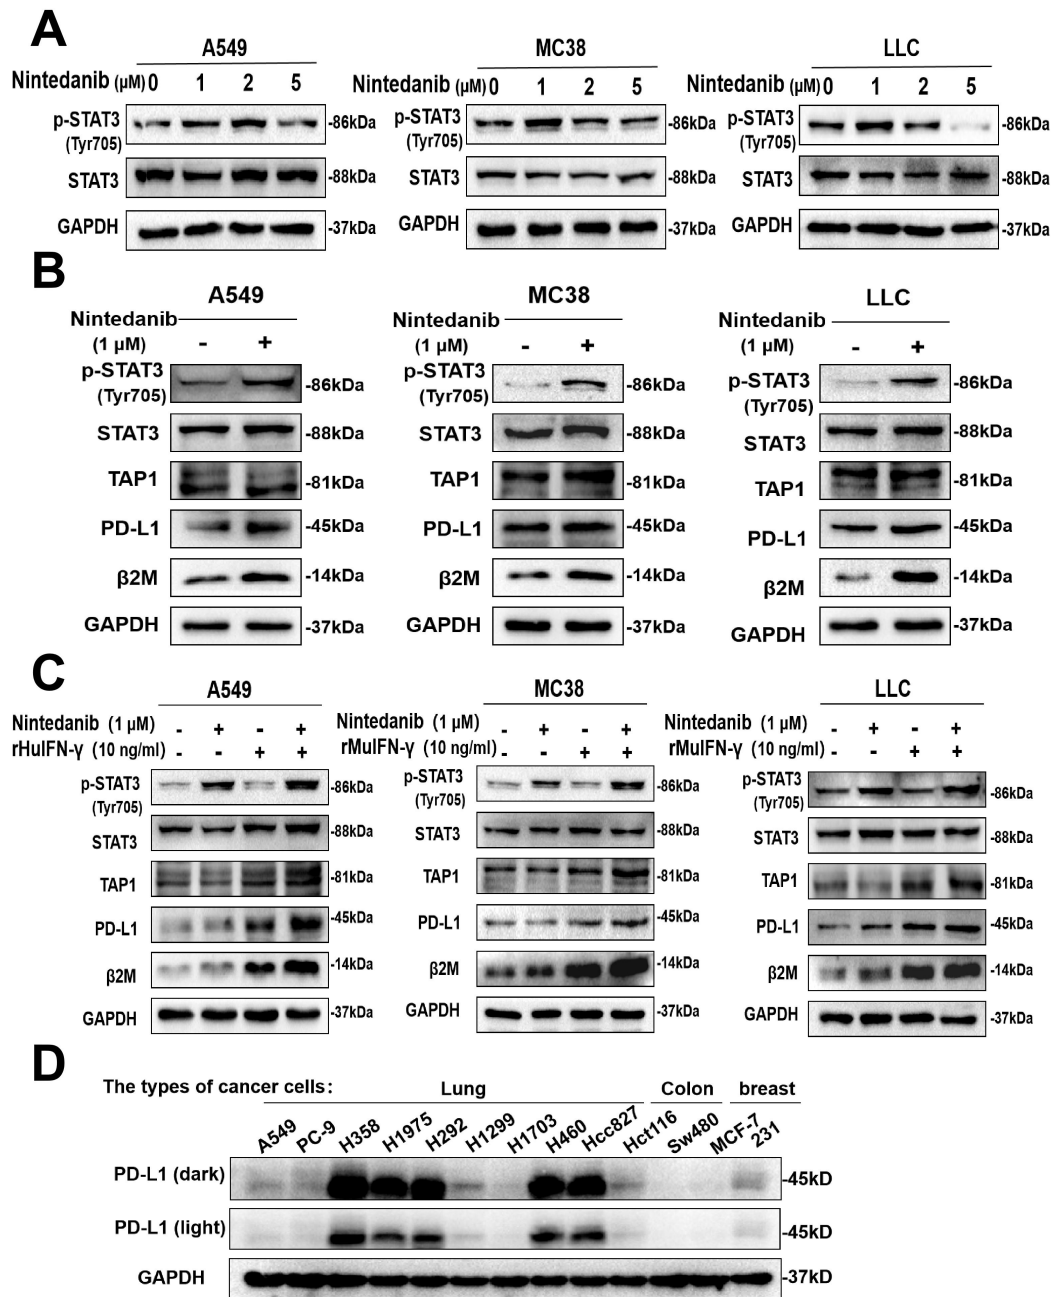 A
A549 MC38 LLC
Nintedanib (μM) 0 1 2 5 Nintedanib (μM) 0 1 2 5 Nintedanib (μM) 0 1 2 5
p-STAT3 -86kDa p-STAT3 -86kDa p-STAT3 -86kDa
(Tyr705) (Tyr705) (Tyr705)
STAT3 -88kDa STAT3 -88kDa STAT3 -88kDa
GAPDH -37kDa GAPDH -37kDa GAPDH -37kDa
B
A549 MC38 LLC
Nintedanib Nintedanib Nintedanib
(1 μM) - + (1 μM) - + (1 μM) - +
p-STAT3 -86kDa p-STAT3 -86kDa p-STAT3 -86kDa
(Tyr705) (Tyr705) (Tyr705)
STAT3 -88kDa STAT3 -88kDa STAT3 -88kDa
TAP1 -81kDa TAP1 -81kDa TAP1 -81kDa
PD-L1 -45kDa PD-L1 -45kDa PD-L1 -45kDa
β2M -14kDa β2M -14kDa β2M -14kDa
GAPDH -37kDa GAPDH -37kDa GAPDH -37kDa
C
A549 MC38 LLC
Nintedanib (1 μM) - + - + Nintedanib (1 μM) - + - + Nintedanib (1 μM) - + - +
rHuIFN-γ (10 ng/ml) - - + + rMuIFN-γ (10 ng/ml) - - + + rMuIFN-γ (10 ng/ml) - - + +
p-STAT3 -86kDa p-STAT3 -86kDa p-STAT3 -86kDa
(Tyr705) (Tyr705) (Tyr705)
STAT3 -88kDa STAT3 -88kDa STAT3 -88kDa
TAP1 -81kDa TAP1 -81kDa TAP1 -81kDa
PD-L1 -45kDa PD-L1 -45kDa PD-L1 -45kDa
β2M -14kDa β2M -14kDa β2M -14kDa
GAPDH -37kDa GAPDH -37kDa GAPDH -37kDa
D
The types of cancer cells: Lung Colon breast
A549 PC-9 H358 H1975 H292 H1299 H1703 H460 Hcc827 Hct116 Sw480 MCF-7 231
PD-L1 (dark) -45kD
PD-L1 (light) -45kD
GAPDH -37kD